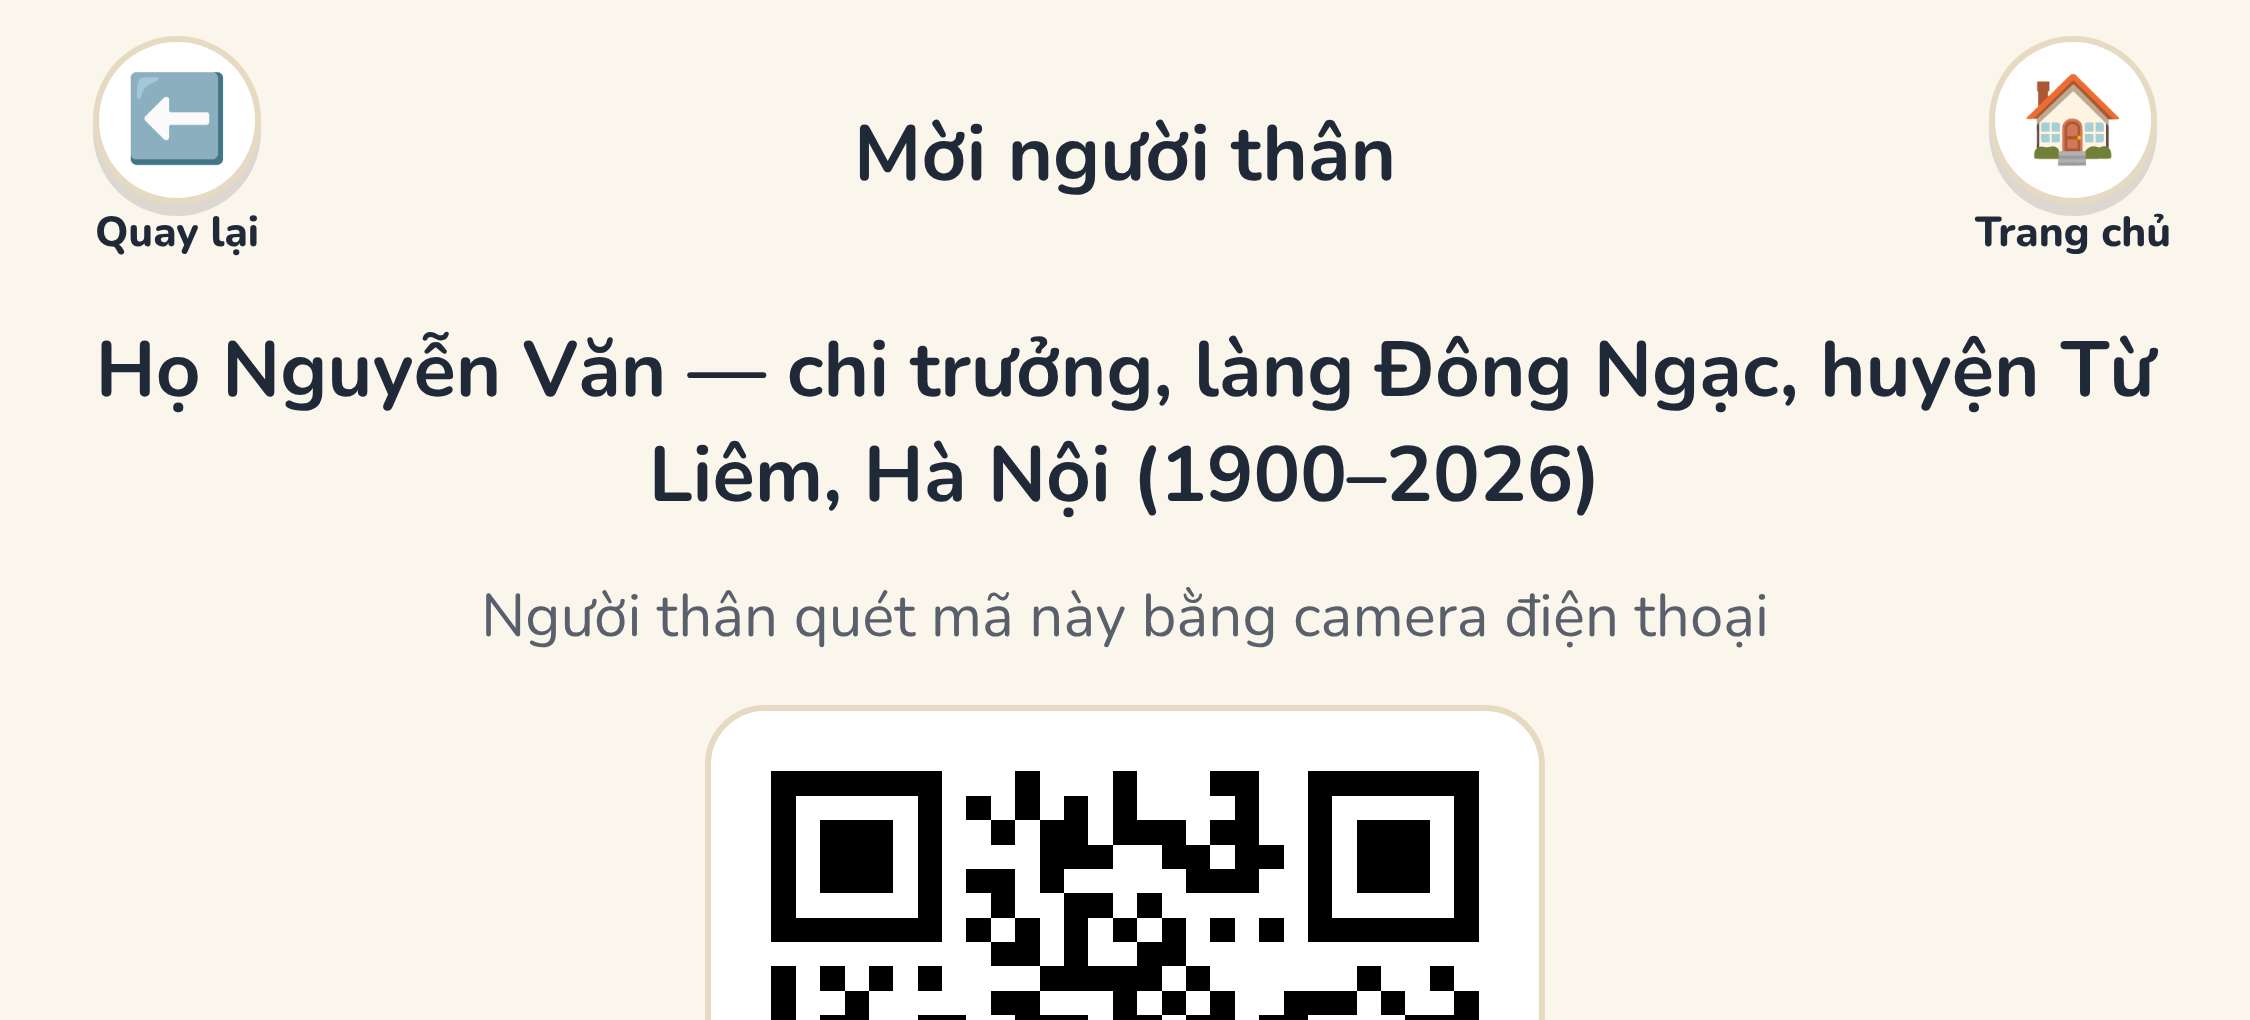 Mời người thân
Quay lại
Trang chủ
Họ Nguyễn Văn — chi trưởng, làng Đông Ngạc, huyện Từ
Liêm, Hà Nội (1900–2026)
Người thân quét mã này bằng camera điện thoại